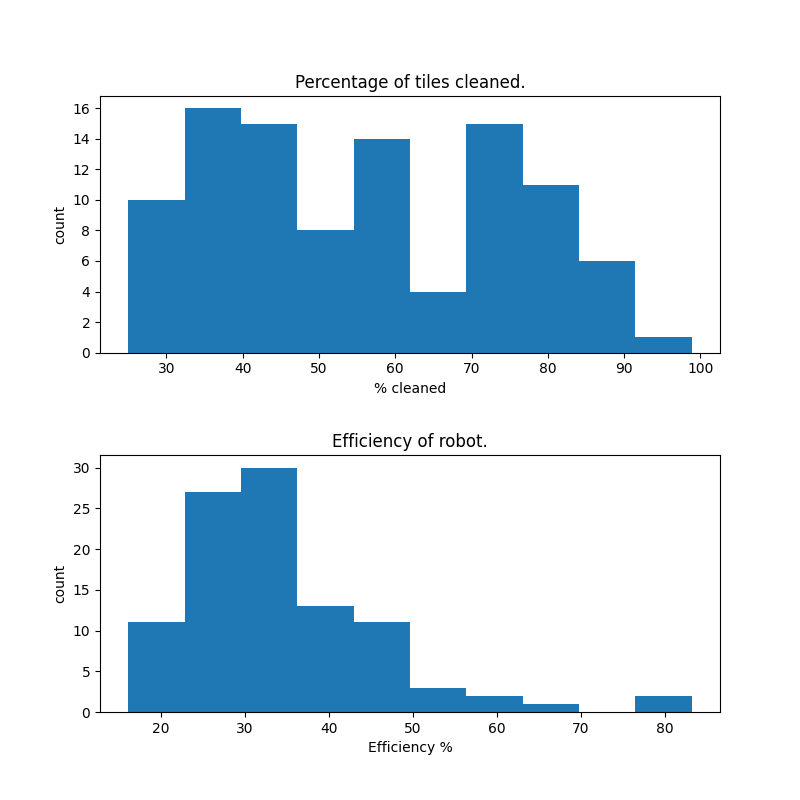 Percentage of tiles cleaned.
16
14
12
10
8
6
4
2
0
count
30 40 50 60 70 80 90 100
% cleaned
Efficiency of robot.
30
25
20
15
10
5
0
count
20 30 40 50 60 70 80
Efficiency %